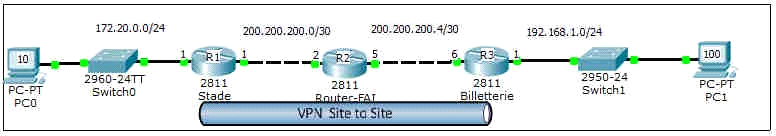 172.20.0.0/24
200.200.200.0/30
200.200.200.4/30
192.168.1.0/24
10
1
R1
1
2
R2
5
6
R3
1
100
PC-PT
PC0
2960-24TT
Switch0
2811
Stade
2811
Router-FAI
2811
Billetterie
2950-24
Switch1
PC-PT
PC1
VPN Site to Site